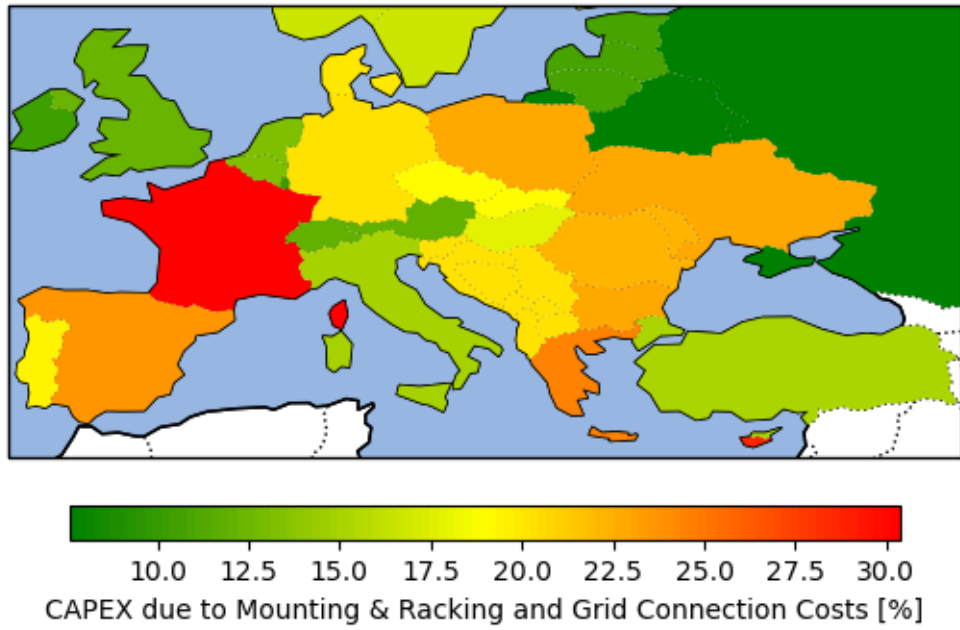 10.0 12.5 15.0 17.5 20.0 22.5 25.0 27.5 30.0
CAPEX due to Mounting & Racking and Grid Connection Costs [%]